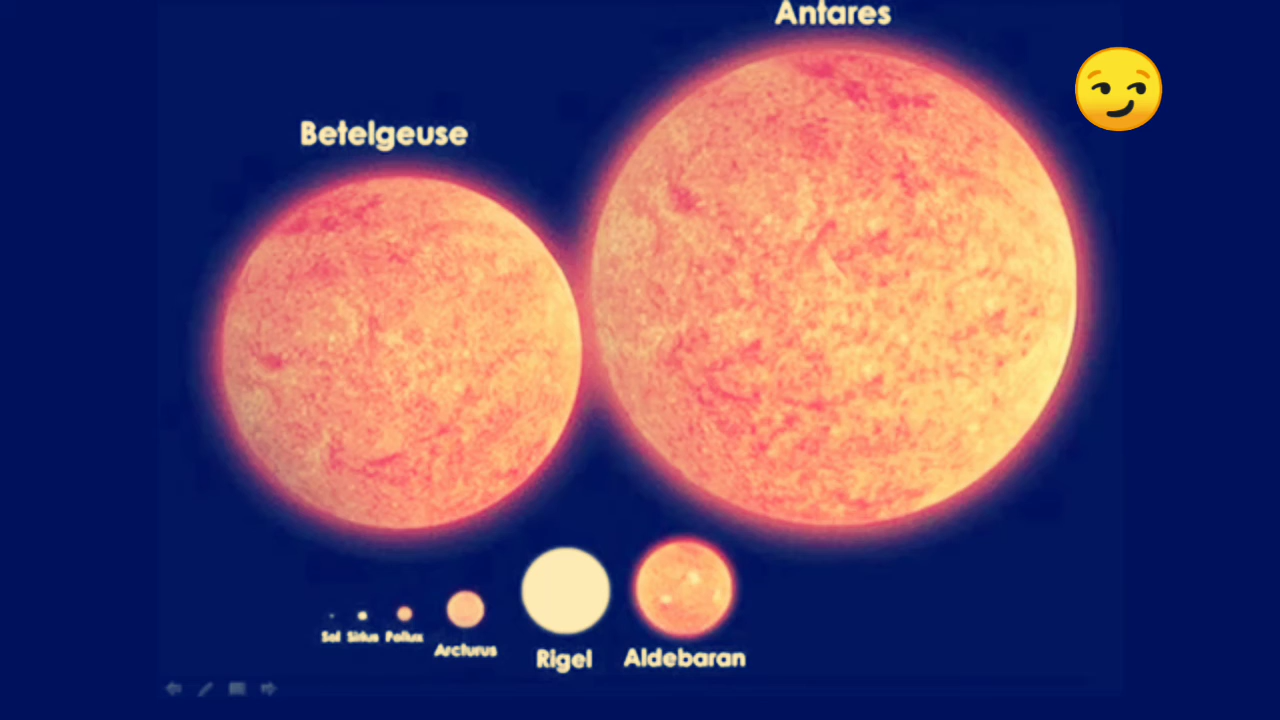 Antares
Betelgeuse
Sol Sirius Pollux
Arcturus
Rigel Aldebaran